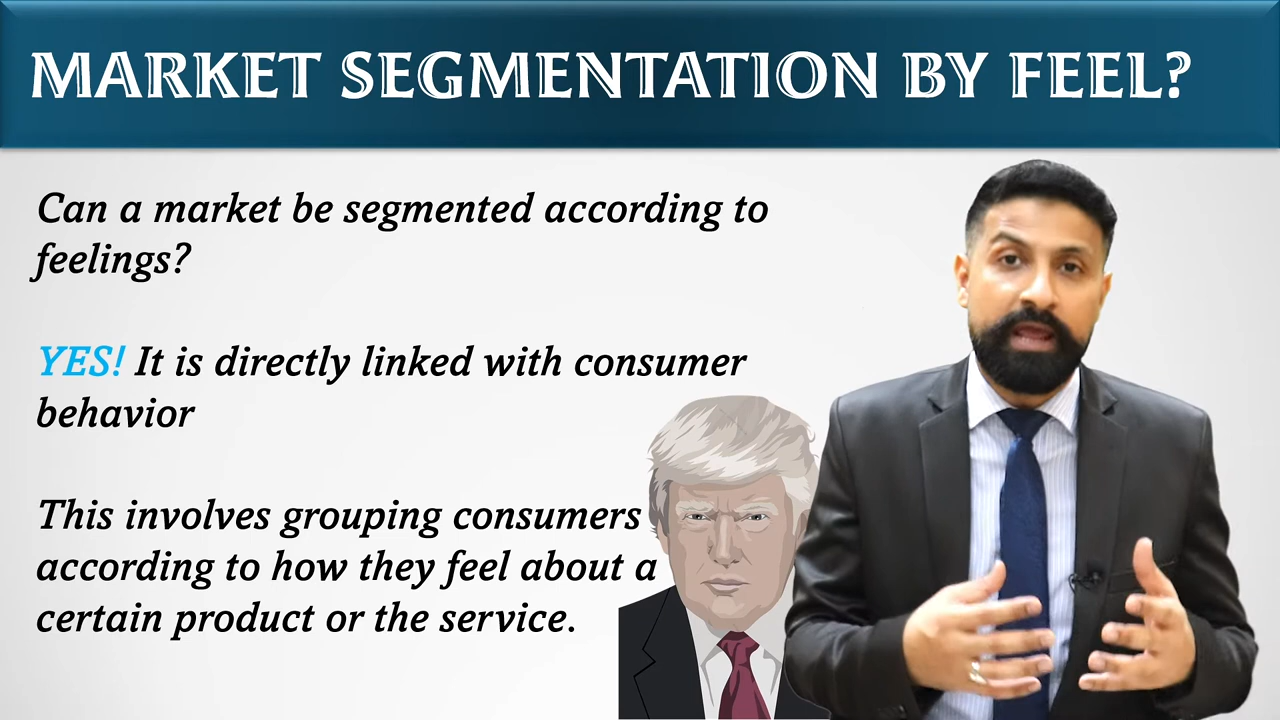 MARKET SEGMENTATION BY FEEL?
Can a market be segmented according to
feelings?
YES! It is directly linked with consumer
behavior
This involves grouping consumers
according to how they feel about a
certain product or the service.